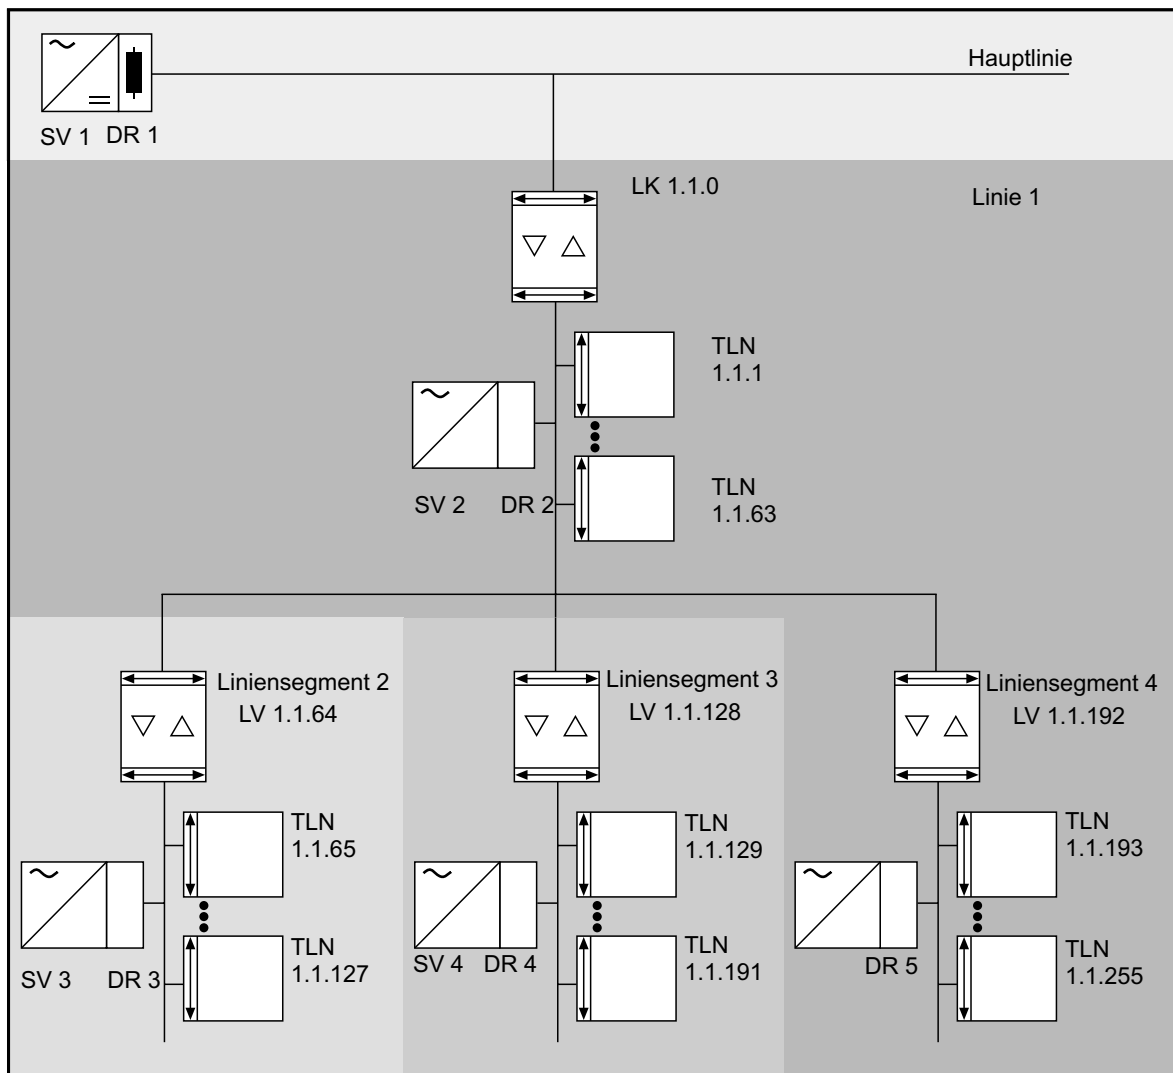 Hauptlinie
SV 1 DR 1
LK 1.1.0
Linie 1
TLN
1.1.1
SV 2 DR 2
TLN
1.1.63
Liniensegment 2
LV 1.1.64
Liniensegment 3
LV 1.1.128
Liniensegment 4
LV 1.1.192
TLN
1.1.65
TLN
1.1.129
TLN
1.1.193
SV 3 DR 3
TLN
1.1.127
SV 4 DR 4
TLN
1.1.191
DR 5
TLN
1.1.255